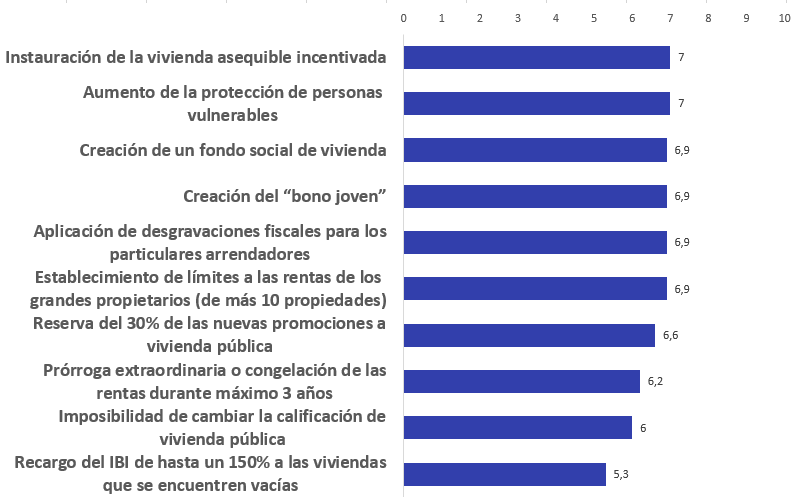 0 1 2 3 4 5 6 7 8 9 10
Instauración de la vivienda asequible incentivada 7
Aumento de la protección de personas
vulnerables 7
Creación de un fondo social de vivienda 6,9
Creación del “bono joven” 6,9
Aplicación de desgravaciones fiscales para los
particulares arrendadores 6,9
Establecimiento de límites a las rentas de los
grandes propietarios (de más 10 propiedades) 6,9
Reserva del 30% de las nuevas promociones a
vivienda pública 6,6
Prórroga extraordinaria o congelación de las
rentas durante máximo 3 años 6,2
Imposibilidad de cambiar la calificación de
vivienda pública 6
Recargo del IBI de hasta un 150% a las viviendas
que se encuentren vacías 5,3